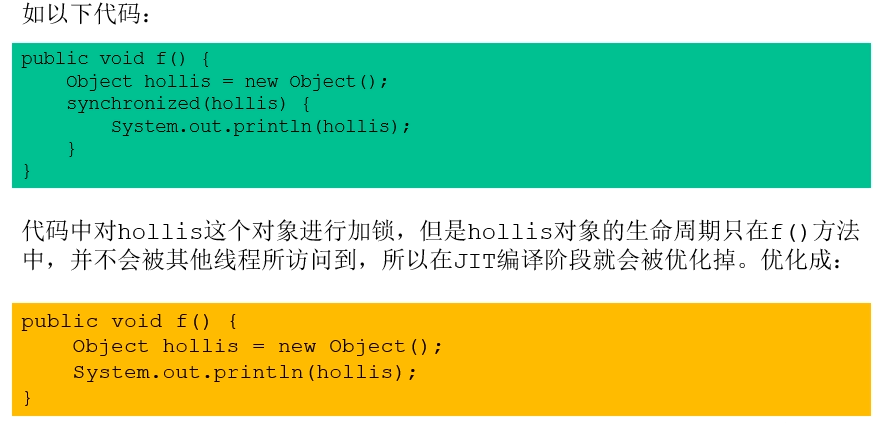 如以下代码：
public void f() {
    Object hollis = new Object();
    synchronized(hollis) {
        System.out.println(hollis);
    }
}
代码中对hollis这个对象进行加锁，但是hollis对象的生命周期只在f()方法
中，并不会被其他线程所访问到，所以在JIT编译阶段就会被优化掉。优化成：
public void f() {
    Object hollis = new Object();
    System.out.println(hollis);
}